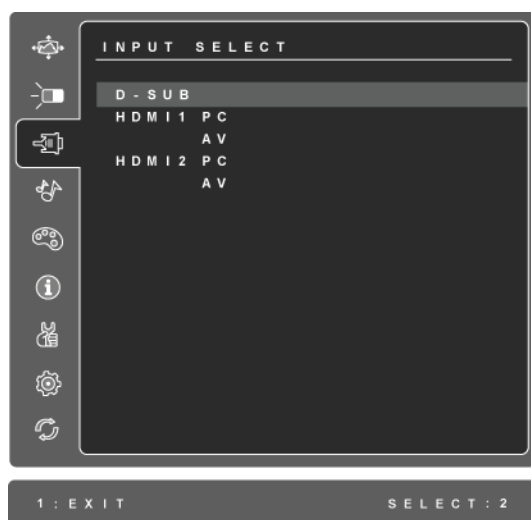 INPUT SELECT
D-SUB
HDMI1 PC
AV
HDMI2 PC
AV
1:EXIT SELECT:2